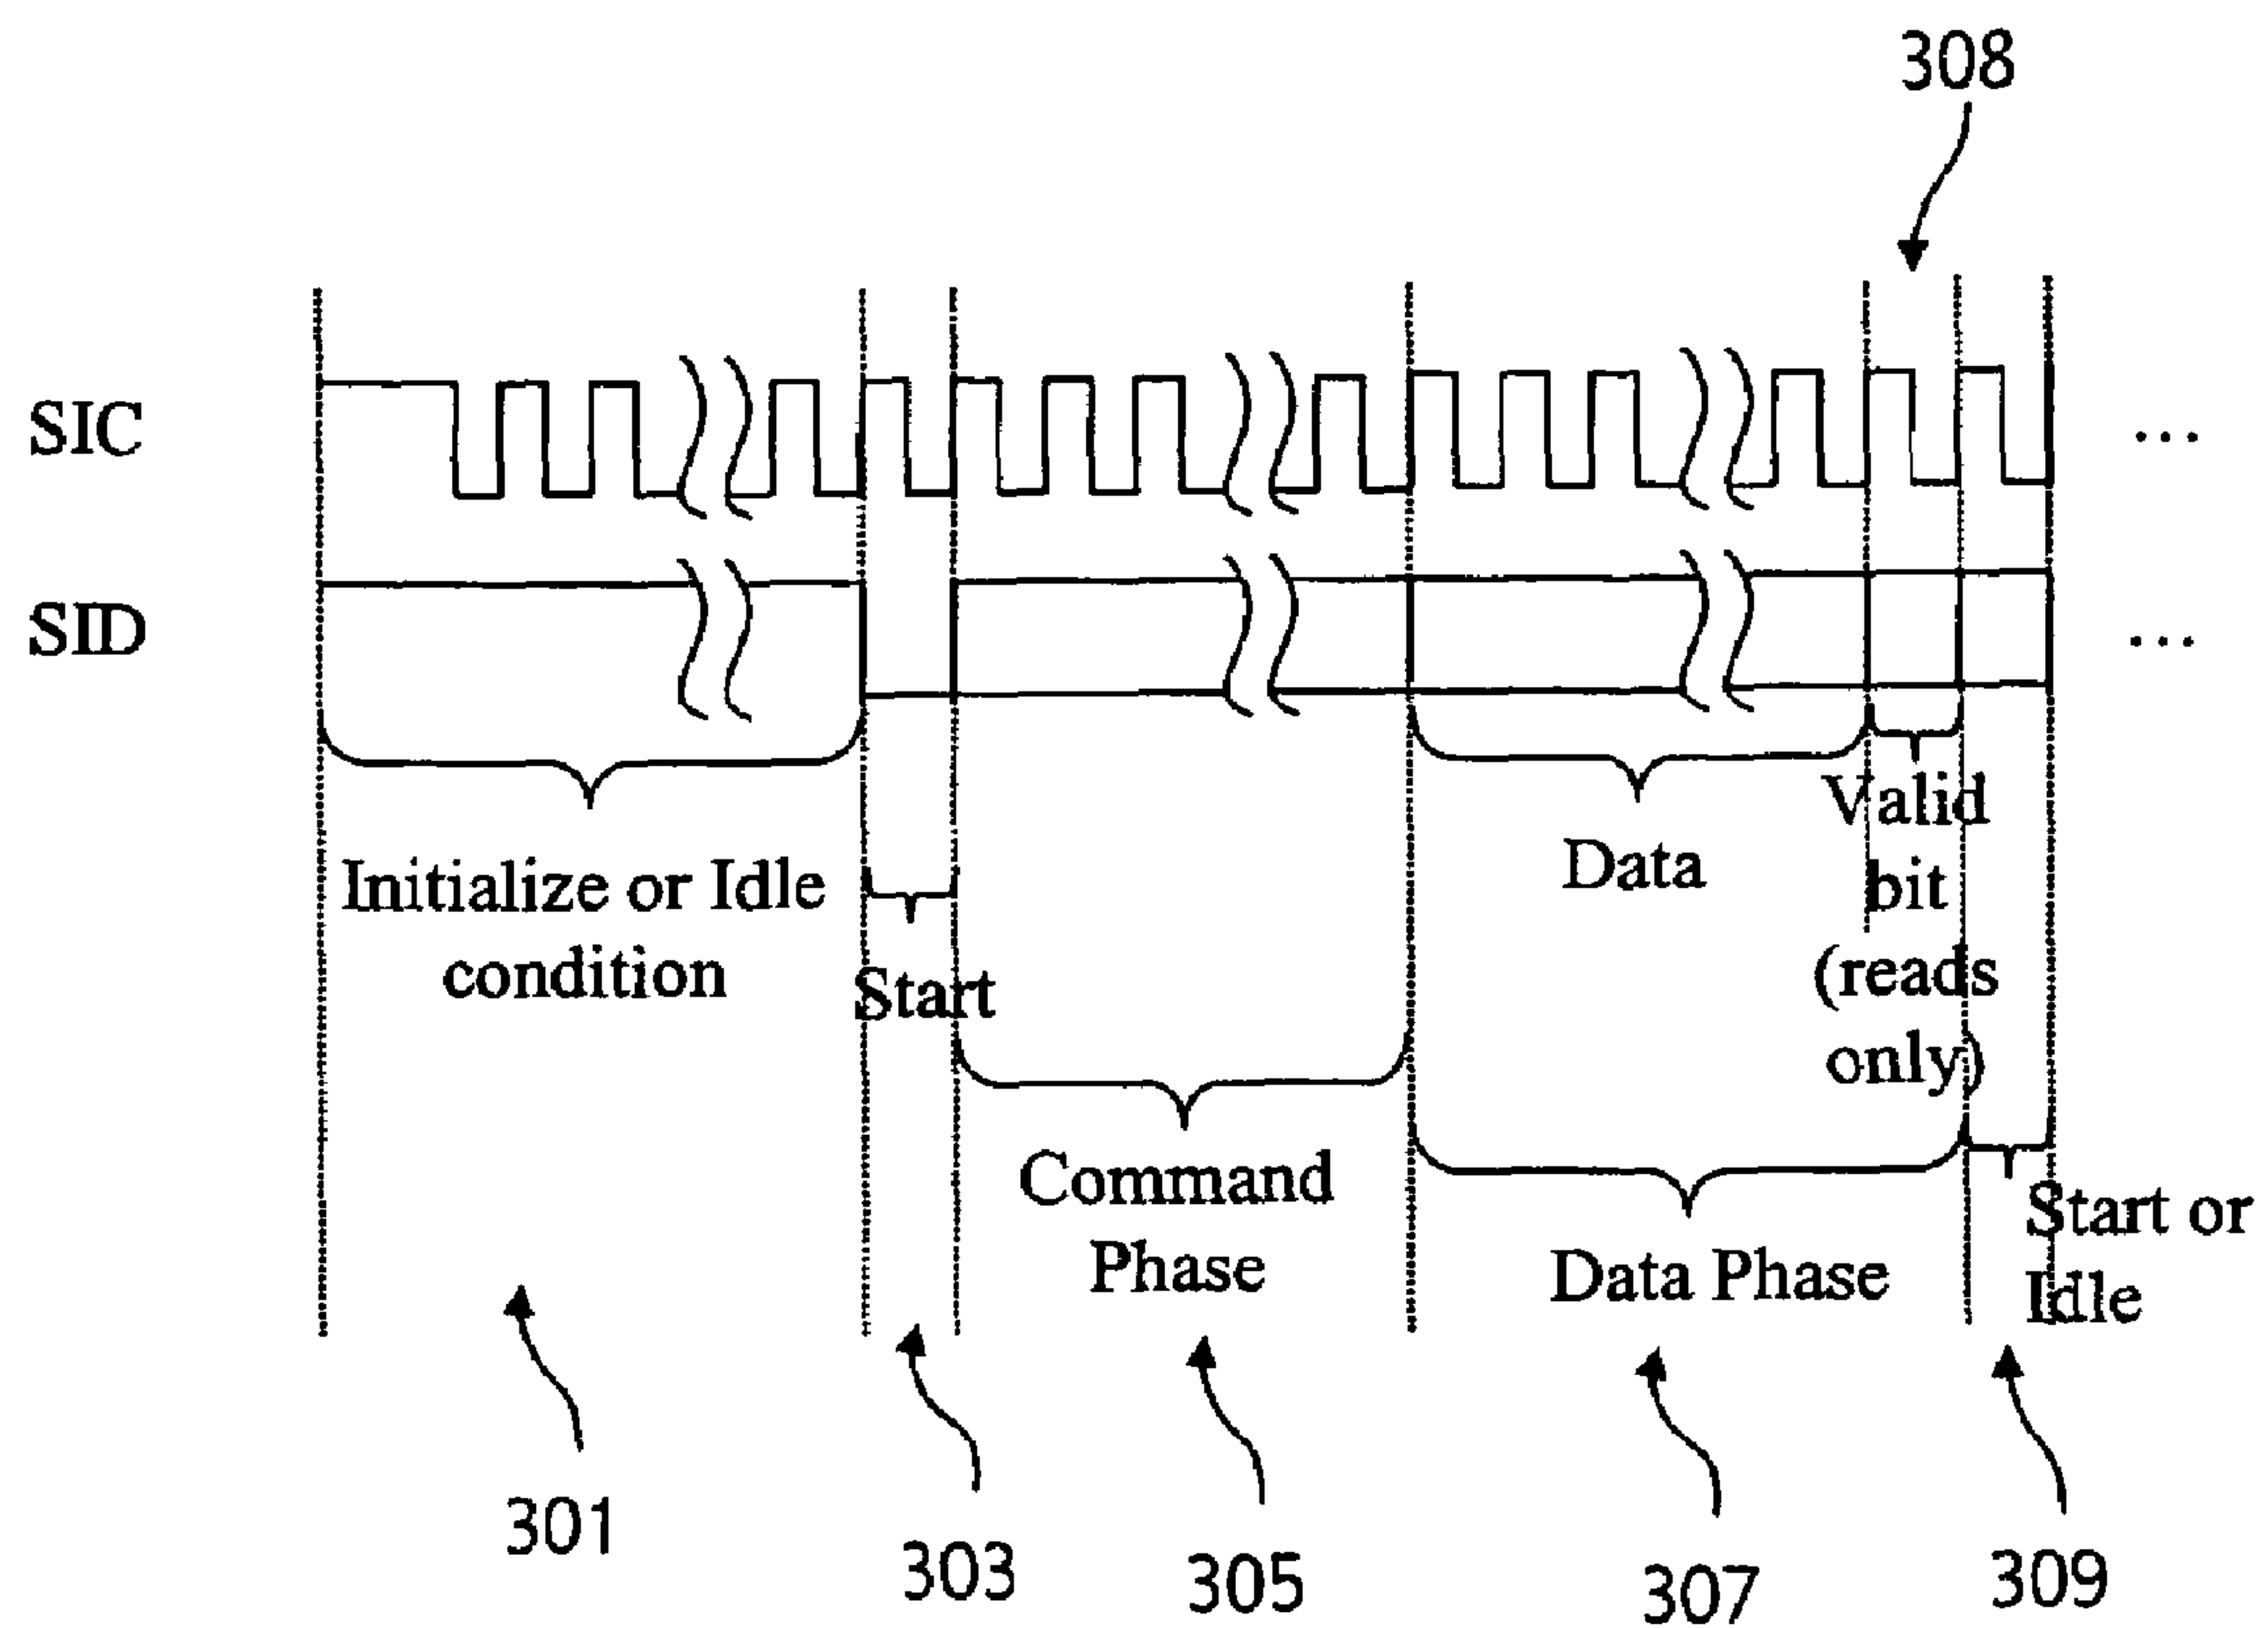 308
SIC
...
SID
...
Valid
bit
(reads
only)
Data
Initialize or Idle
condition
Start
Command
Phase
Data Phase
Start or
Idle
301
303
305
307
309